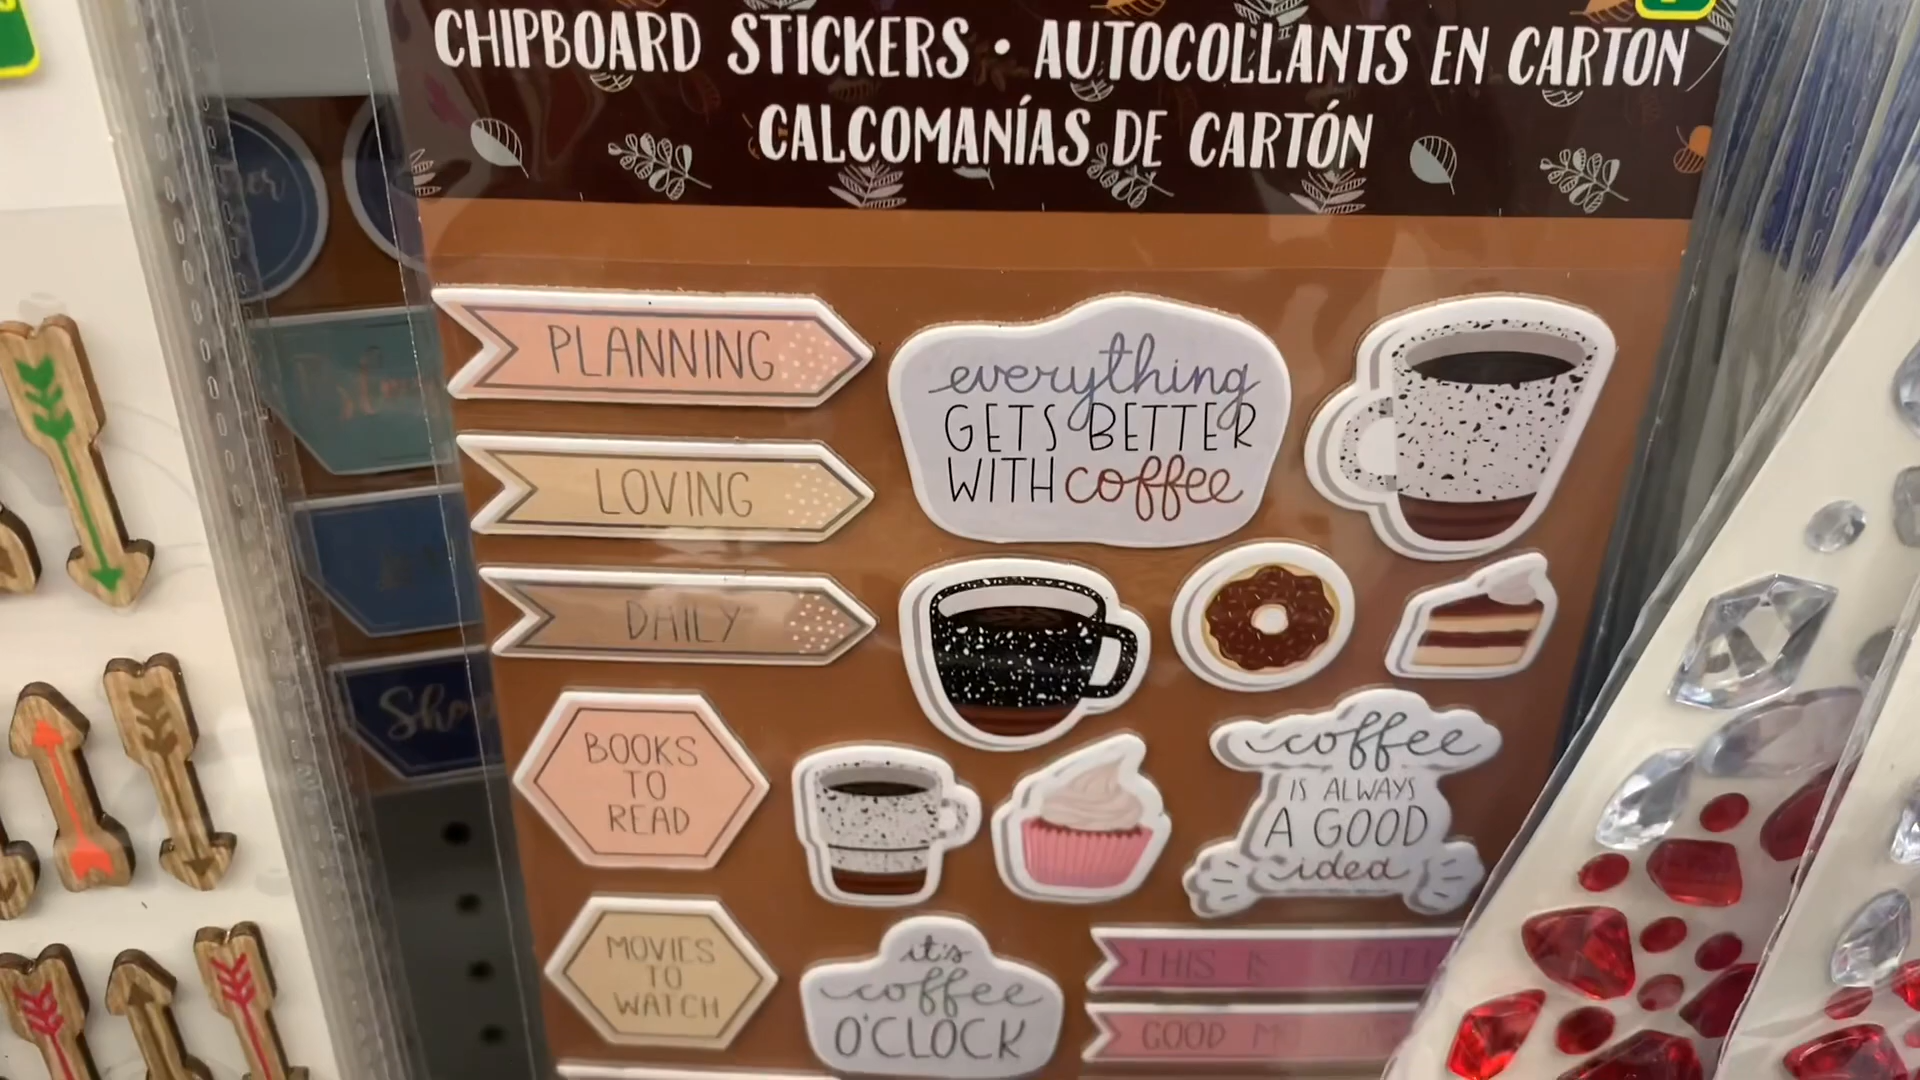 CHIPBOARD STICKERS • AUTOCOLLANTS EN CARTON
CALCOMANÍAS DE CARTÓN
PLANNING
everything
GETS BETTER
WITH coffee
LOVING
DAILY
BOOKS
TO
READ
coffee
IS ALWAYS
A GOOD
idea
MOVIES
TO
WATCH
it's
coffee
O'CLOCK
THIS
GOOD